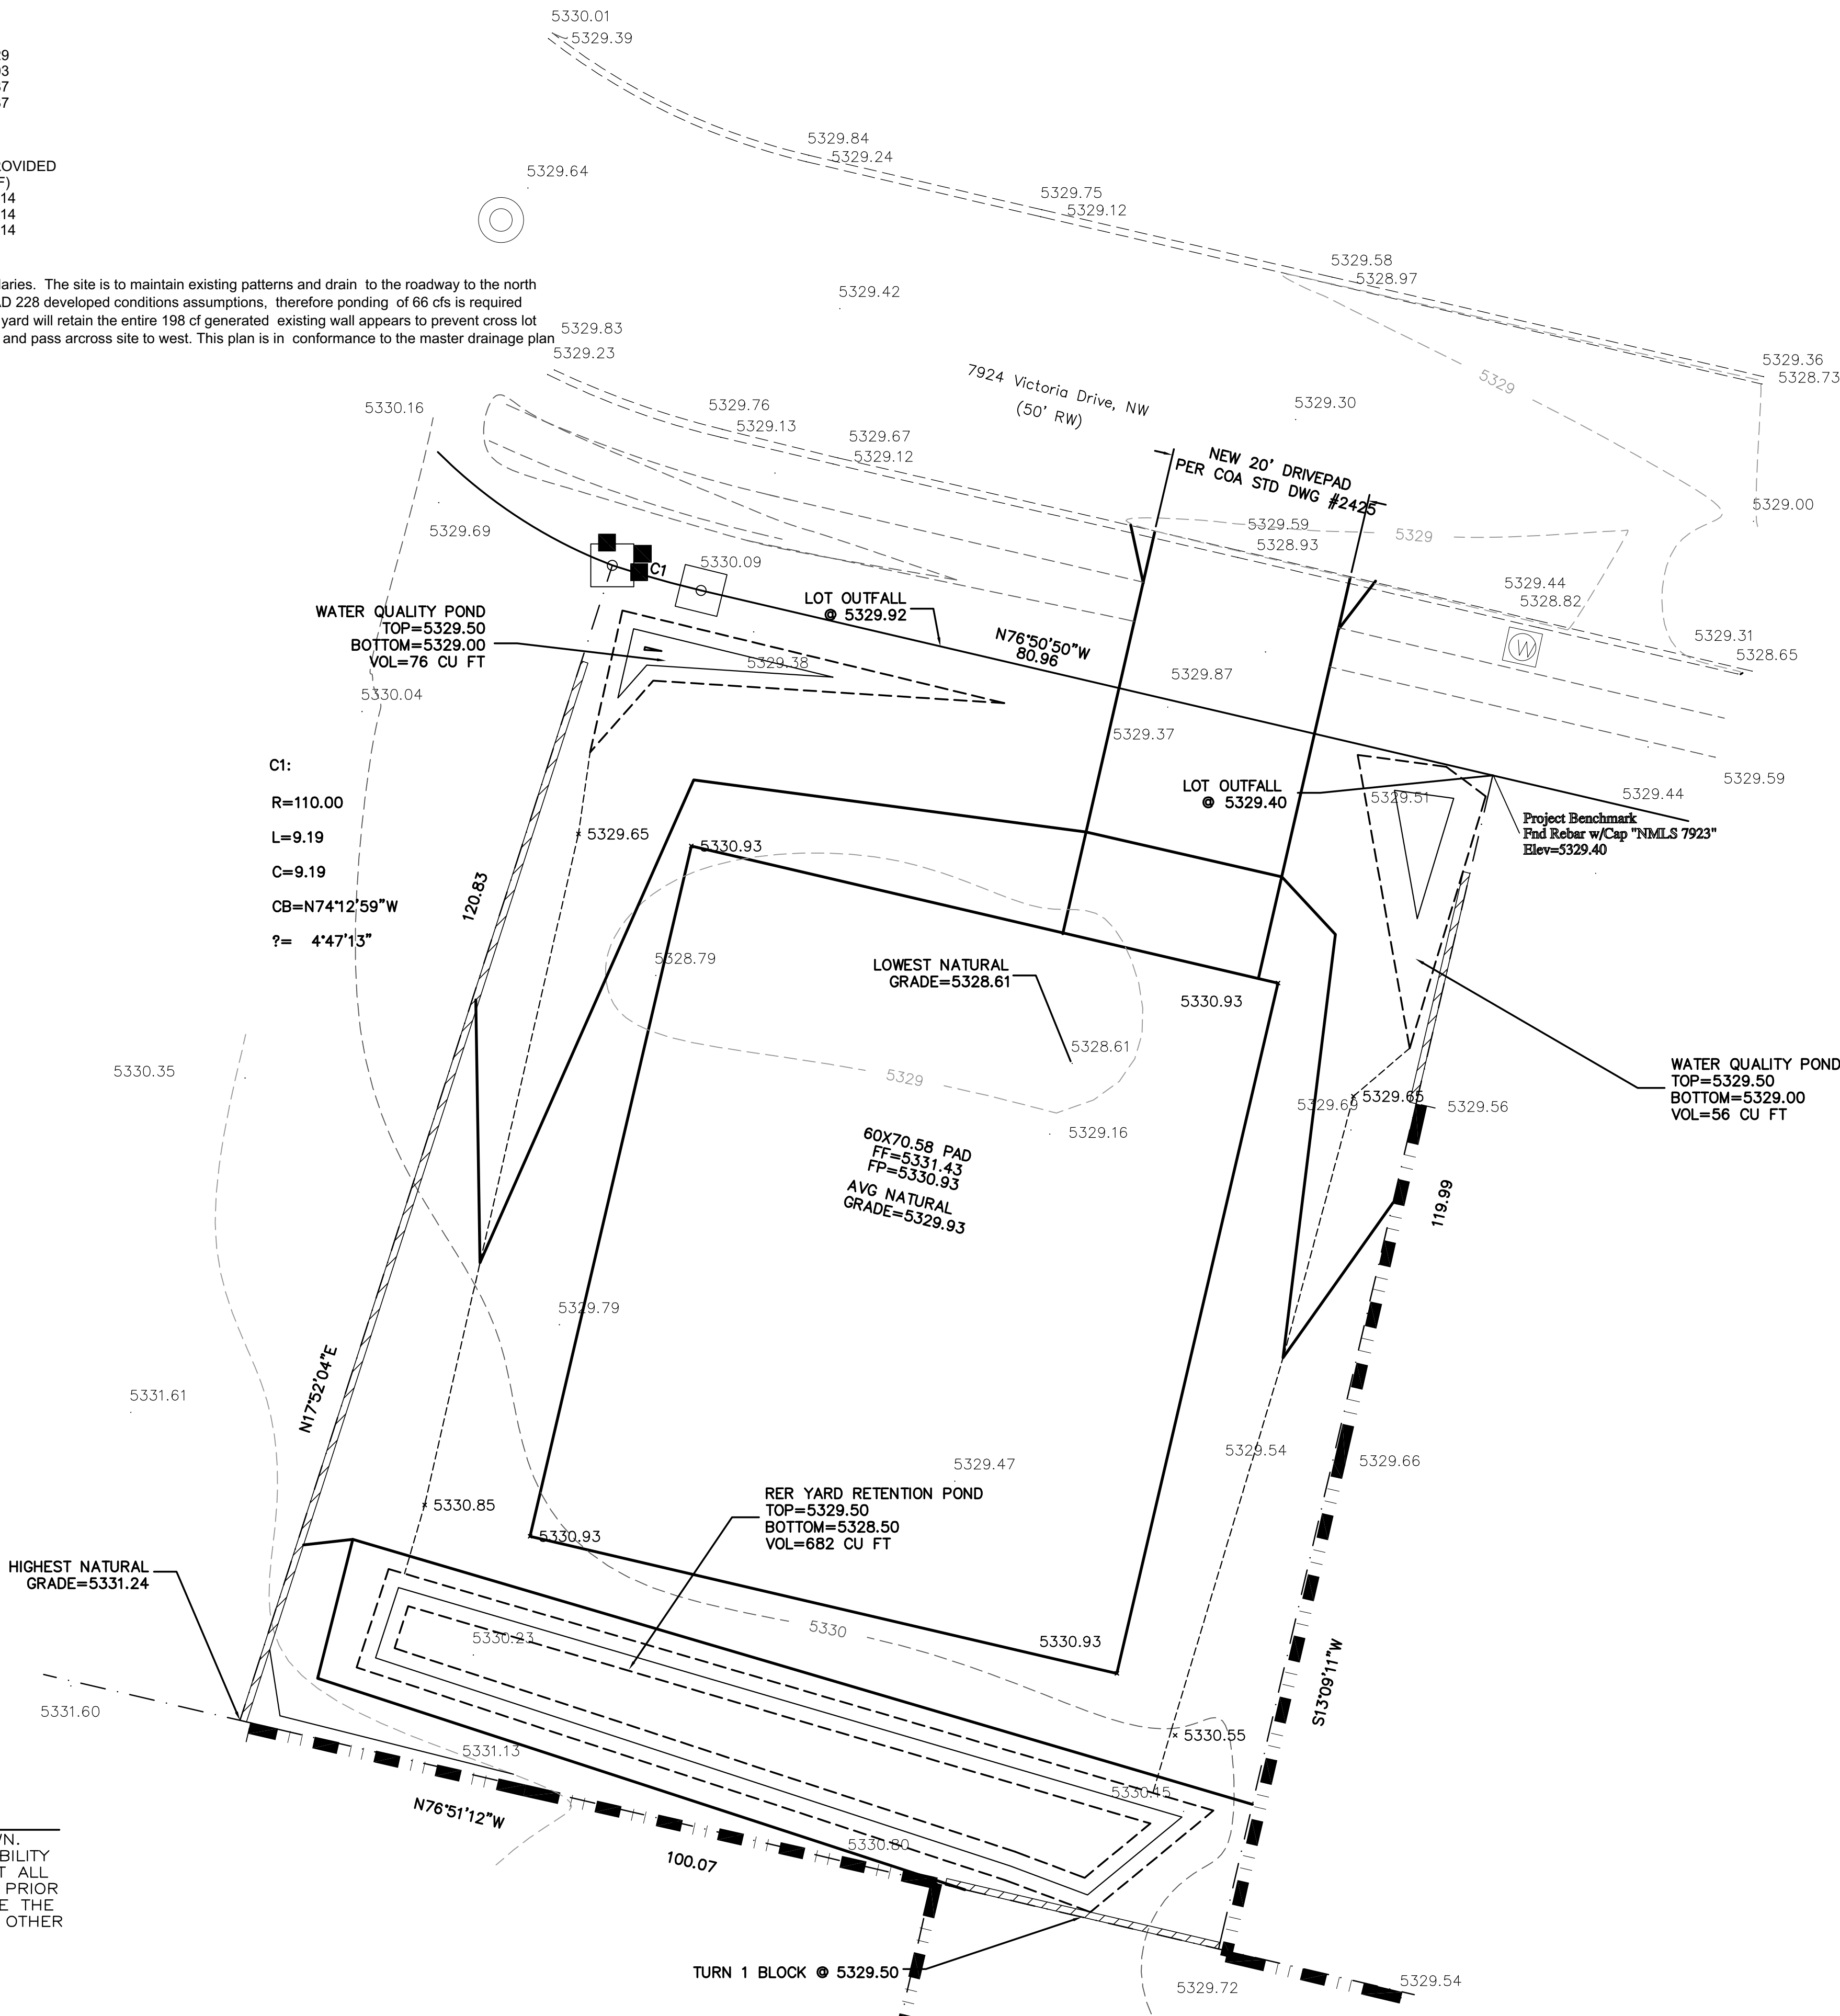 5330.01
5329.39
29
03
37
37
5329.84
5329.24
ROVIDED
F)
14
14
14
5329.64
5329.75
5329.12
5329.58
5328.97
daries. The site is to maintain existing patterns and drain to the roadway to the north
AD 228 developed conditions assumptions, therefore ponding of 66 cfs is required
yard will retain the entire 198 cf generated existing wall appears to prevent cross lot
and pass arcross site to west. This plan is in conformance to the master drainage plan
5329.42
5329.83
5329.23
5329.36
5328.73
5329
7924 Victoria Drive, NW
(50' RW)
5329.30
5330.16
5329.76
5329.13
5329.67
5329.12
NEW 20' DRIVEPAD
PER COA STD DWG #2425
5329.00
5329.69
5329.59
5328.93
5329
C1
5330.09
5329.44
5328.82
LOT OUTFALL
@ 5329.92
WATER QUALITY POND
TOP=5329.50
BOTTOM=5329.00
VOL=76 CU FT
N76°50'50"W
80.96
W
5329.31
5328.65
5329.38
5329.87
5330.04
5329.37
C1:
R=110.00
L=9.19
C=9.19
CB=N74°12'59"W
?= 4°47'13"
LOT OUTFALL
@ 5329.40
5329.51
5329.59
5329.44
Project Benchmark
Fnd Rebar w/Cap "NMLS 7923"
Elev=5329.40
5329.65
5330.93
120.83
5328.79
LOWEST NATURAL
GRADE=5328.61
5330.93
5328.61
5329
5330.35
WATER QUALITY POND
TOP=5329.50
BOTTOM=5329.00
VOL=56 CU FT
5329.69
5329.65
5329.56
5329.16
60X70.58 PAD
FF=5331.43
FP=5330.93
AVG NATURAL
GRADE=5329.93
119.99
5329.79
N17°52'04"E
5331.61
5329.54
5329.66
5329.47
RER YARD RETENTION POND
TOP=5329.50
BOTTOM=5328.50
VOL=682 CU FT
5330.85
5330.93
HIGHEST NATURAL
GRADE=5331.24
5330.23
5330
5330.93
S13°09'11"W
5331.60
5331.13
5330.55
5330.45
N76°51'12"W
100.07
5330.80
WN.
BILITY
T ALL
PRIOR
E THE
OTHER
TURN 1 BLOCK @ 5329.50
5329.72
5329.54